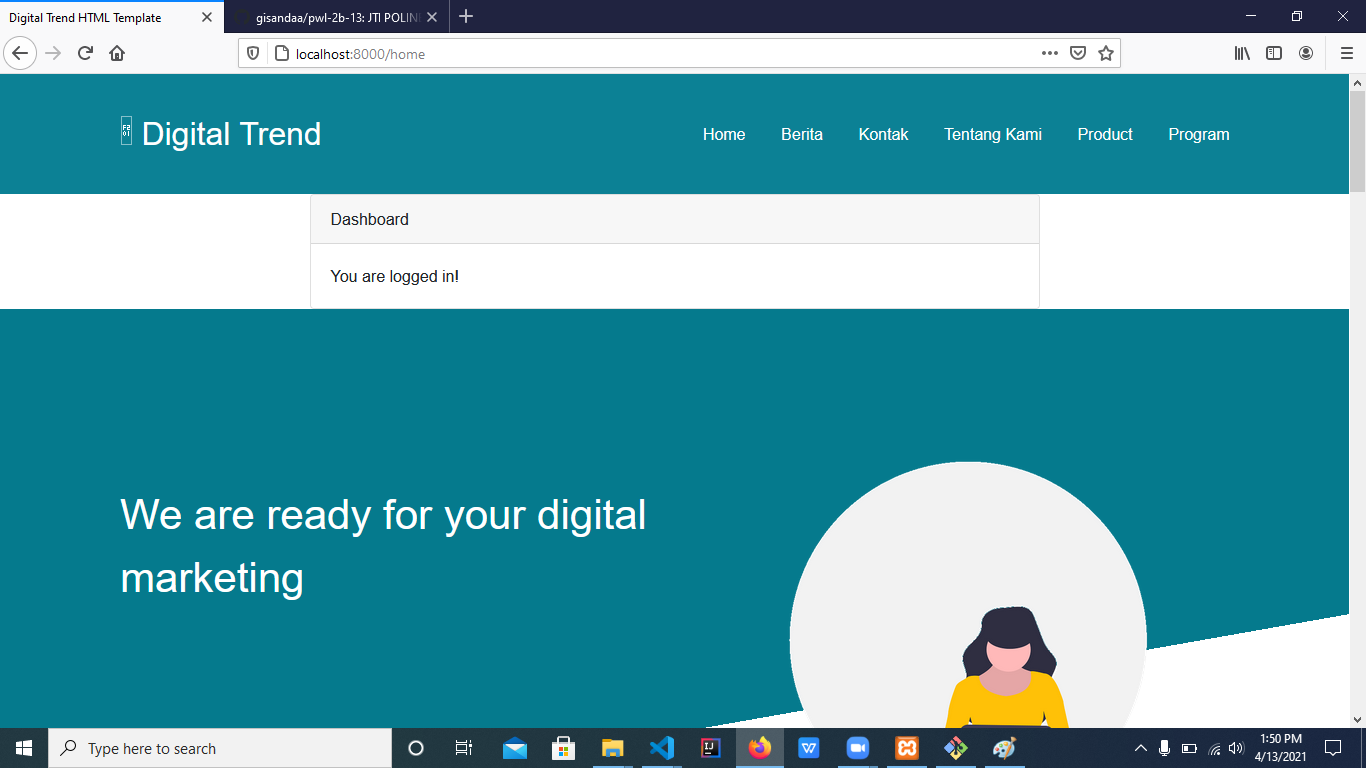 Digital Trend HTML Template
gisandaa/pwl-2b-13: JTI POLIN
localhost:8000/home
Digital Trend
Home Berita Kontak Tentang Kami Product Program
Dashboard
You are logged in!
We are ready for your digital
marketing
Type here to search
1:50 PM
4/13/2021